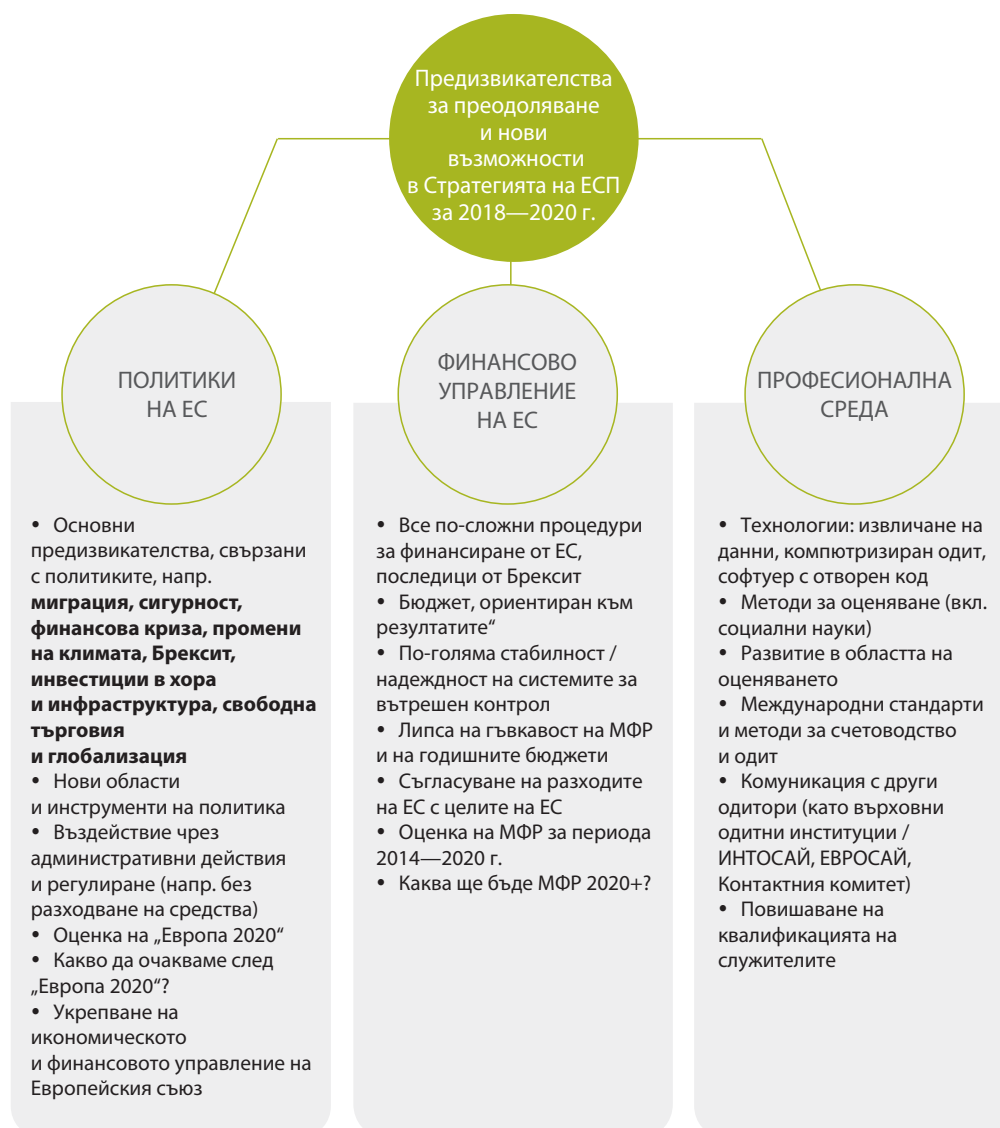 Предизвикателства
за преодоляване
и нови
възможности
в Стратегията на ЕСП
за 2018—2020 г.
ПОЛИТИКИ
НА ЕС
• Основни
предизвикателства, свързани
с политиките, напр.
миграция, сигурност,
финансова криза, промени
на климата, Брексит,
инвестиции в хора
и инфраструктура, свободна
търговия
и глобализация
• Нови области
и инструменти на политика
• Въздействие чрез
административни действия
и регулиране (напр. без
разходване на средства)
• Оценка на „Европа 2020“
• Какво да очакваме след
„Европа 2020“?
• Укрепване на
икономическото
и финансовото управление на
Европейския съюз
ФИНАНСОВО
УПРАВЛЕНИЕ
НА ЕС
• Все по-сложни процедури
за финансиране от ЕС,
последици от Брексит
• Бюджет, ориентиран към
резултатите“
• По-голяма стабилност /
надеждност на системите за
вътрешен контрол
• Липса на гъвкавост на МФР
и на годишните бюджети
• Съгласуване на разходите
на ЕС с целите на ЕС
• Оценка на МФР за периода
2014—2020 г.
• Каква ще бъде МФР 2020+?
ПРОФЕСИОНАЛНА
СРЕДА
• Технологии: извличане на
данни, компютризиран одит,
софтуер с отворен код
• Методи за оценяване (вкл.
социални науки)
• Развитие в областта на
оценяването
• Международни стандарти
и методи за счетоводство
и одит
• Комуникация с други
одитори (като върховни
одитни институции /
ИНТОСАЙ, ЕВРОСАЙ,
Контактния комитет)
• Повишаване на
квалификацията на
служителите